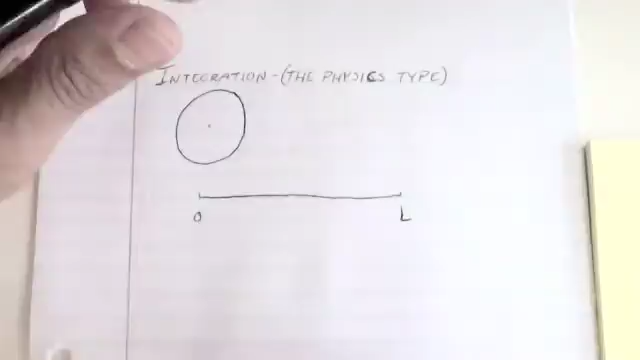 INTEGRATION - (THE PHYSICS TYPE)
0 L